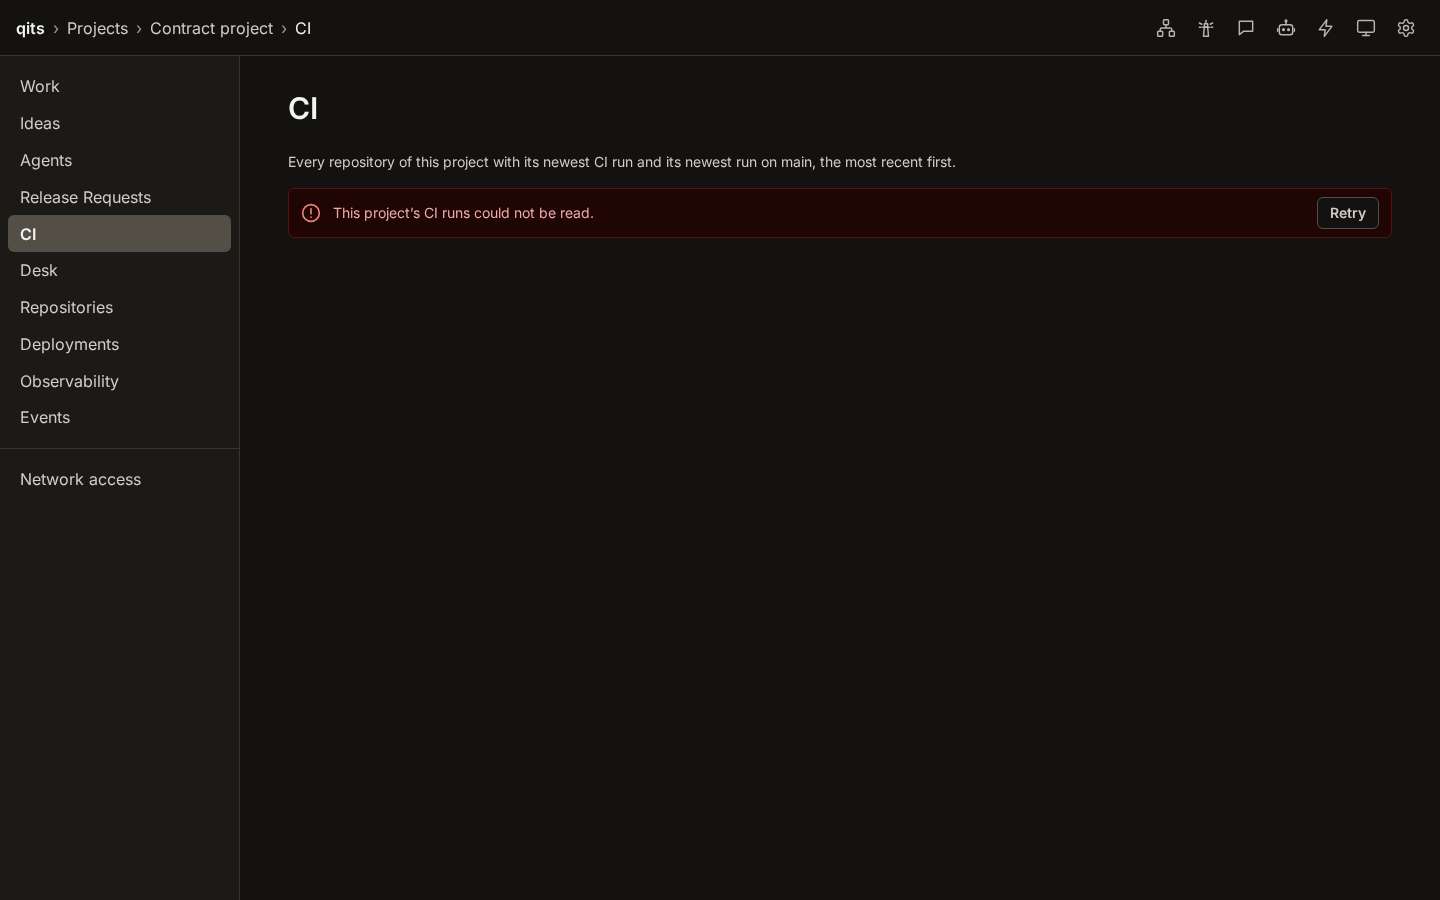 qits › Projects › Contract project › CI
Work
Ideas
Agents
Release Requests
CI
Desk
Repositories
Deployments
Observability
Events
Network access
CI
Every repository of this project with its newest CI run and its newest run on main, the most recent first.
This project’s CI runs could not be read.
Retry